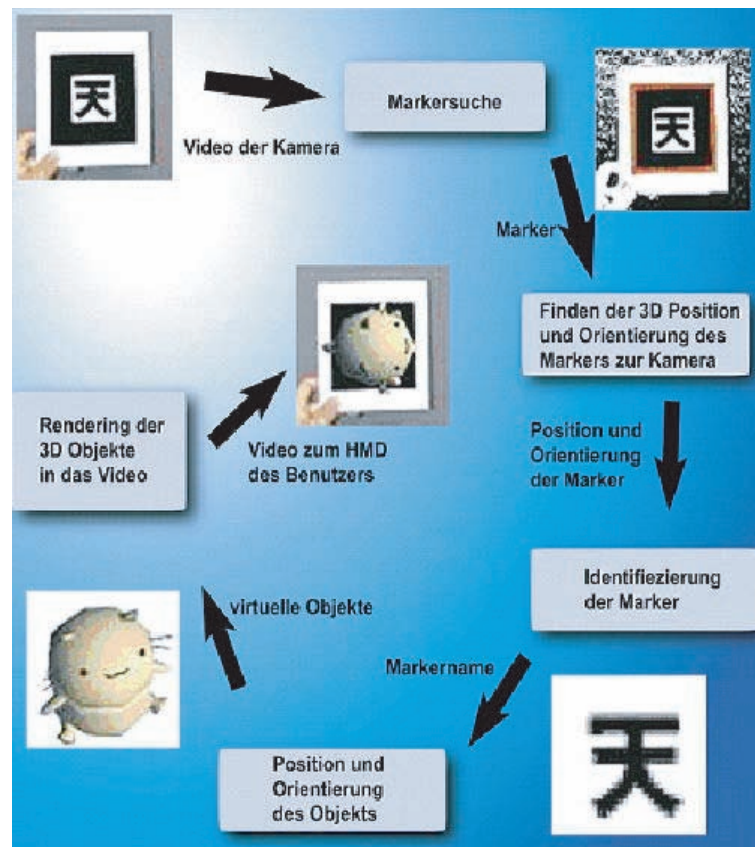 天
Video der Kamera
Markersuche
天
Marker
Finden der 3D Position
und Orientierung des
Markers zur Kamera
Position und
Orientierung
der Marker
Identifiezierung
der Marker
天
Markername
Position und
Orientierung
des Objekts
virtuelle Objekte
Rendering der
3D Objekte
in das Video
Video zum HMD
des Benutzers